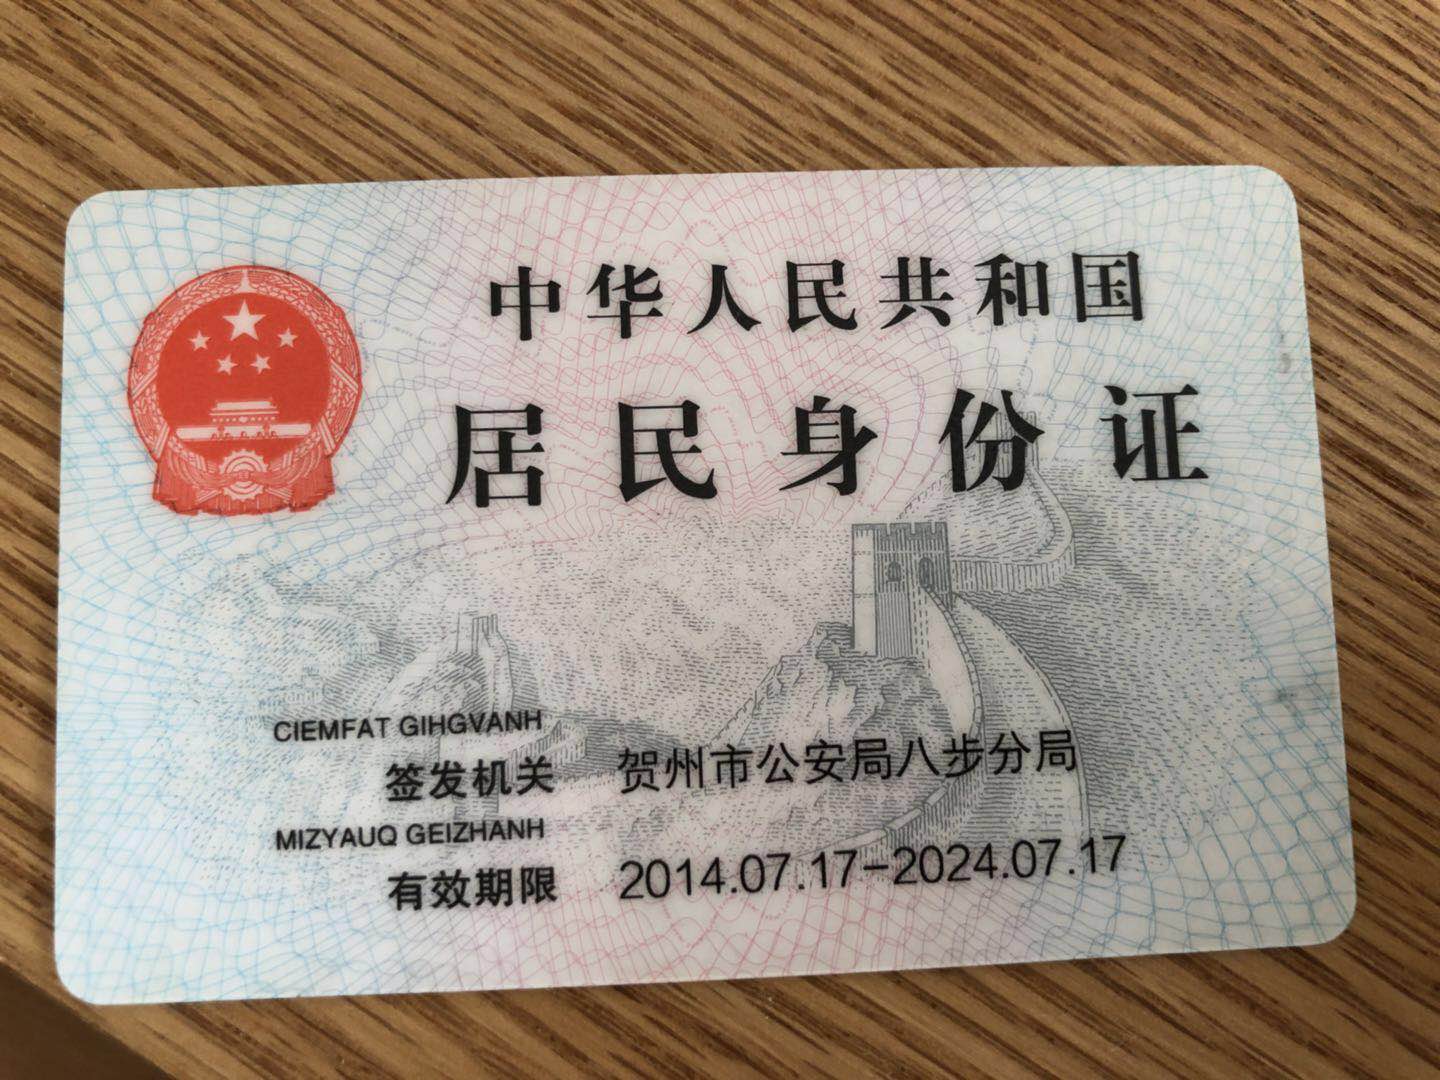 中华人民共和国
居民身份证
CIEMFAT GIHGVANH
签发机关 贺州市公安局八步分局
MIZYAUQ GEIZHANH
有效期限 2014.07.17-2024.07.17